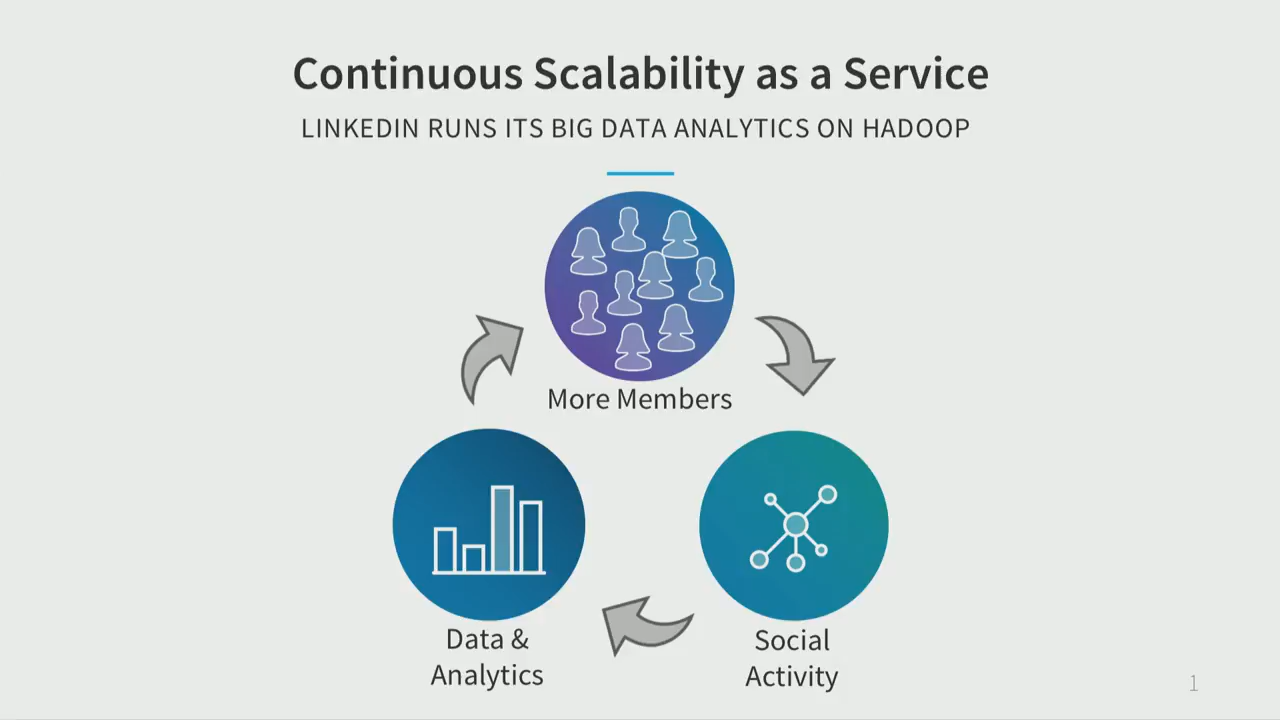 Continuous Scalability as a Service
LINKEDIN RUNS ITS BIG DATA ANALYTICS ON HADOOP
More Members
Data &
Analytics
Social
Activity
1